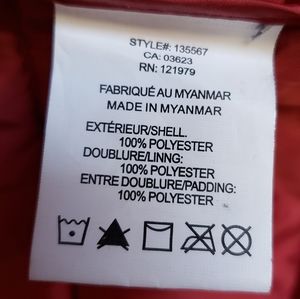 STYLE#: 135567
CA: 03623
RN: 121979
FABRIQUÉ AU MYANMAR
MADE IN MYANMAR
EXTÉRIEUR/SHELL:
100% POLYESTER
DOUBLURE/LINNG:
100% POLYESTER
ENTRE DOUBLURE/PADDING:
100% POLYESTER